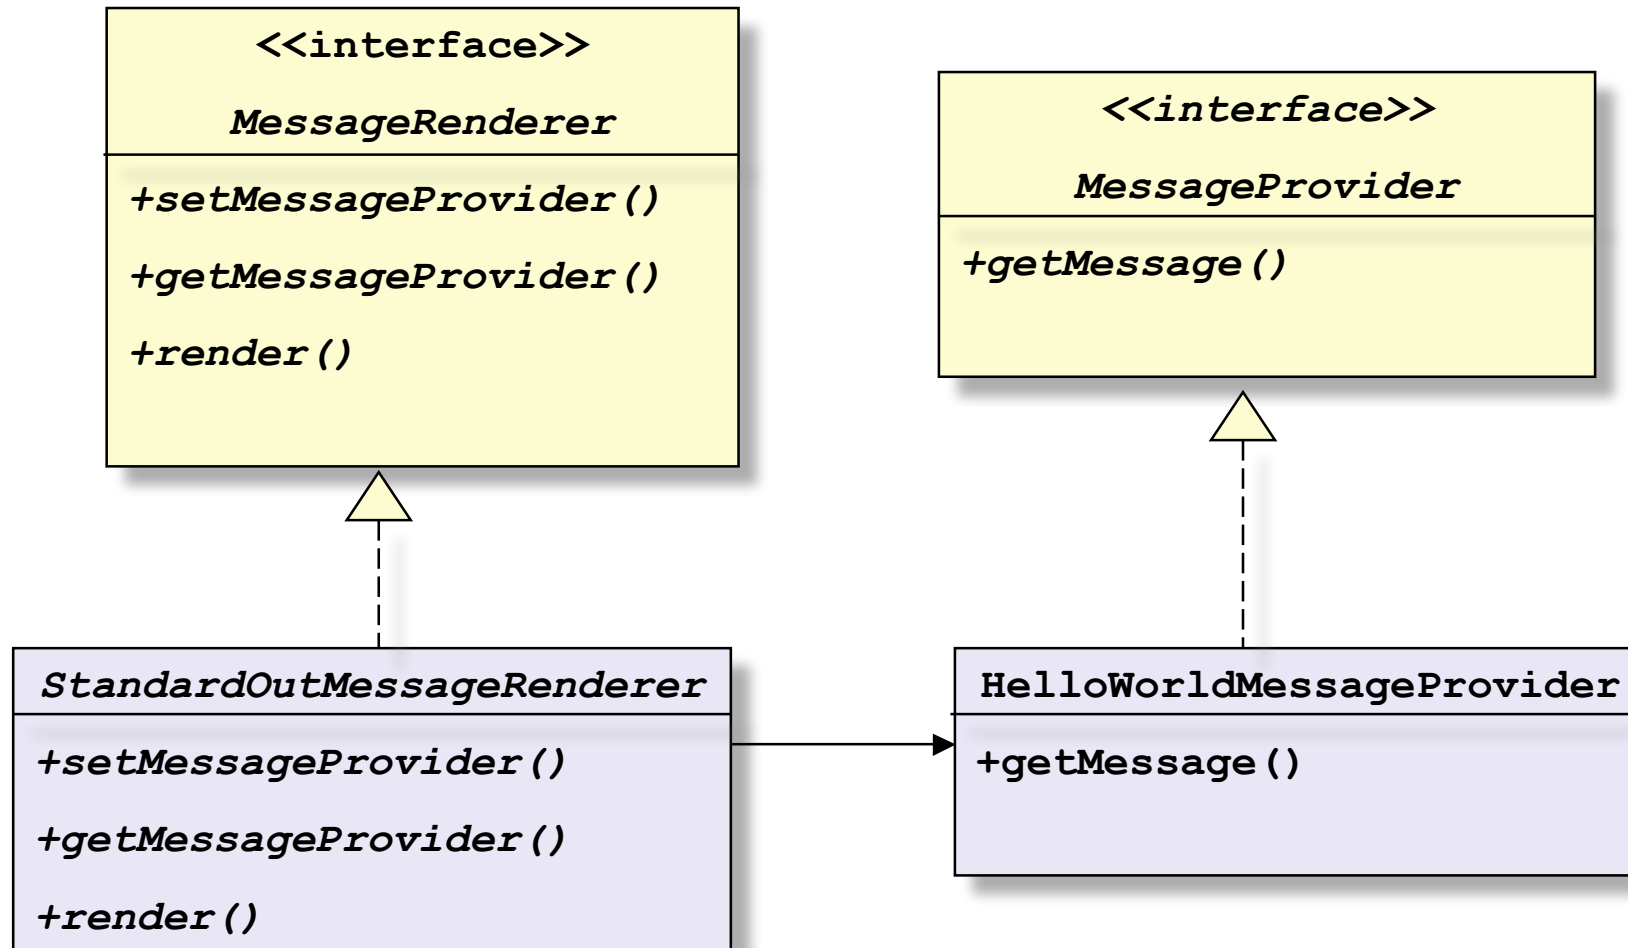 <<interface>>
MessageRenderer
+setMessageProvider()
+getMessageProvider()
+render()
<<interface>>
MessageProvider
+getMessage()
StandardOutMessageRenderer
+setMessageProvider()
+getMessageProvider()
+render()
HelloWorldMessageProvider
+getMessage()